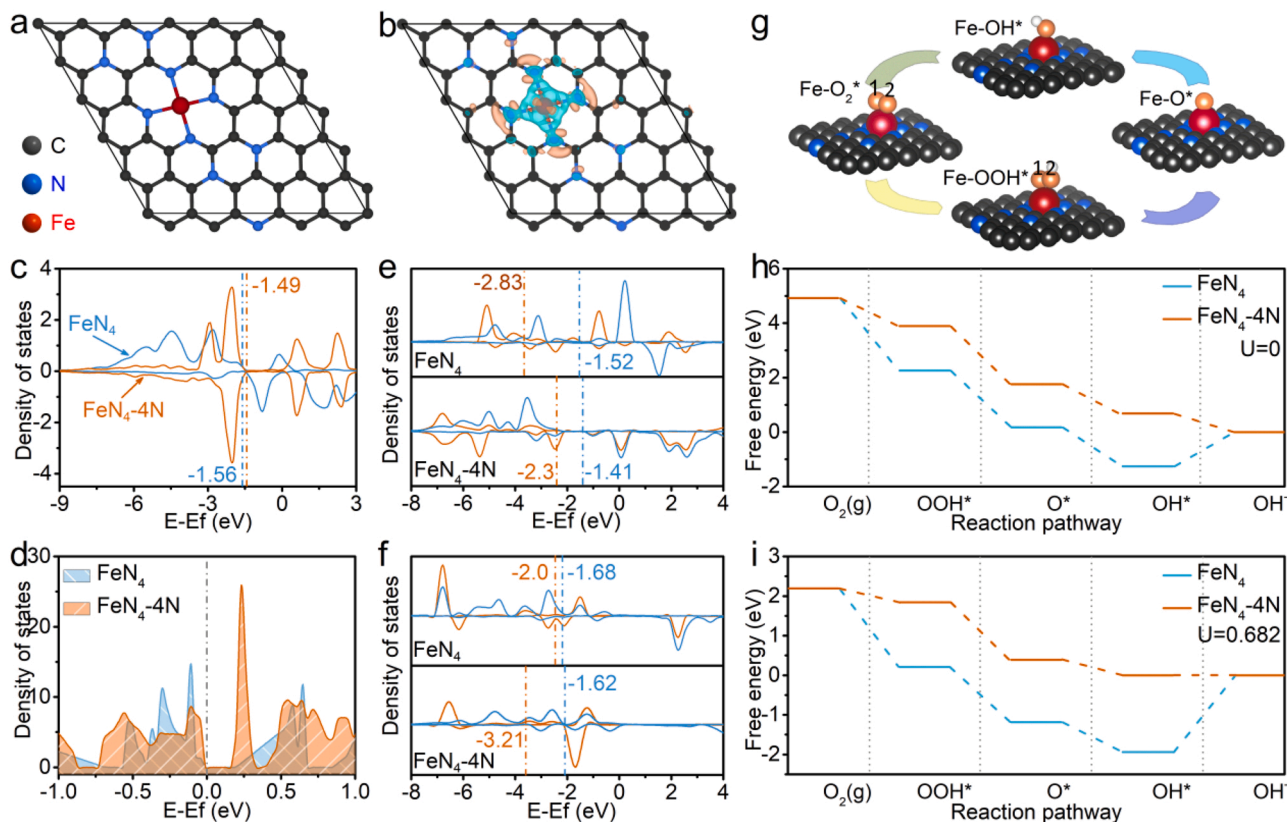 a
C
N
Fe
b
g
Fe-OH*
Fe-O₂*
12
Fe-O*
Fe-OOH*
12
c
4
2
0
-2
-4
Density of states
FeN₄
FeN₄-4N
-1.49
-1.56
-9 -6 -3 0 3
E-Ef (eV)
d
30
20
10
0
Density of states
FeN₄
FeN₄-4N
-1.0 -0.5 0.0 0.5 1.0
E-Ef (eV)
e
Density of states
-2.83
-1.52
FeN₄
FeN₄-4N
-2.3
-1.41
-8 -6 -4 -2 0 2 4
E-Ef (eV)
f
Density of states
-2.0
-1.68
FeN₄
-1.62
-3.21
FeN₄-4N
-8 -6 -4 -2 0 2 4
E-Ef (eV)
h
6
4
2
0
-2
Free energy (eV)
FeN₄
FeN₄-4N
U=0
O₂(g) OOH* O* OH* OH⁻
Reaction pathway
i
3
2
1
0
-1
-2
Free energy (eV)
FeN₄
FeN₄-4N
U=0.682
O₂(g) OOH* O* OH* OH⁻
Reaction pathway